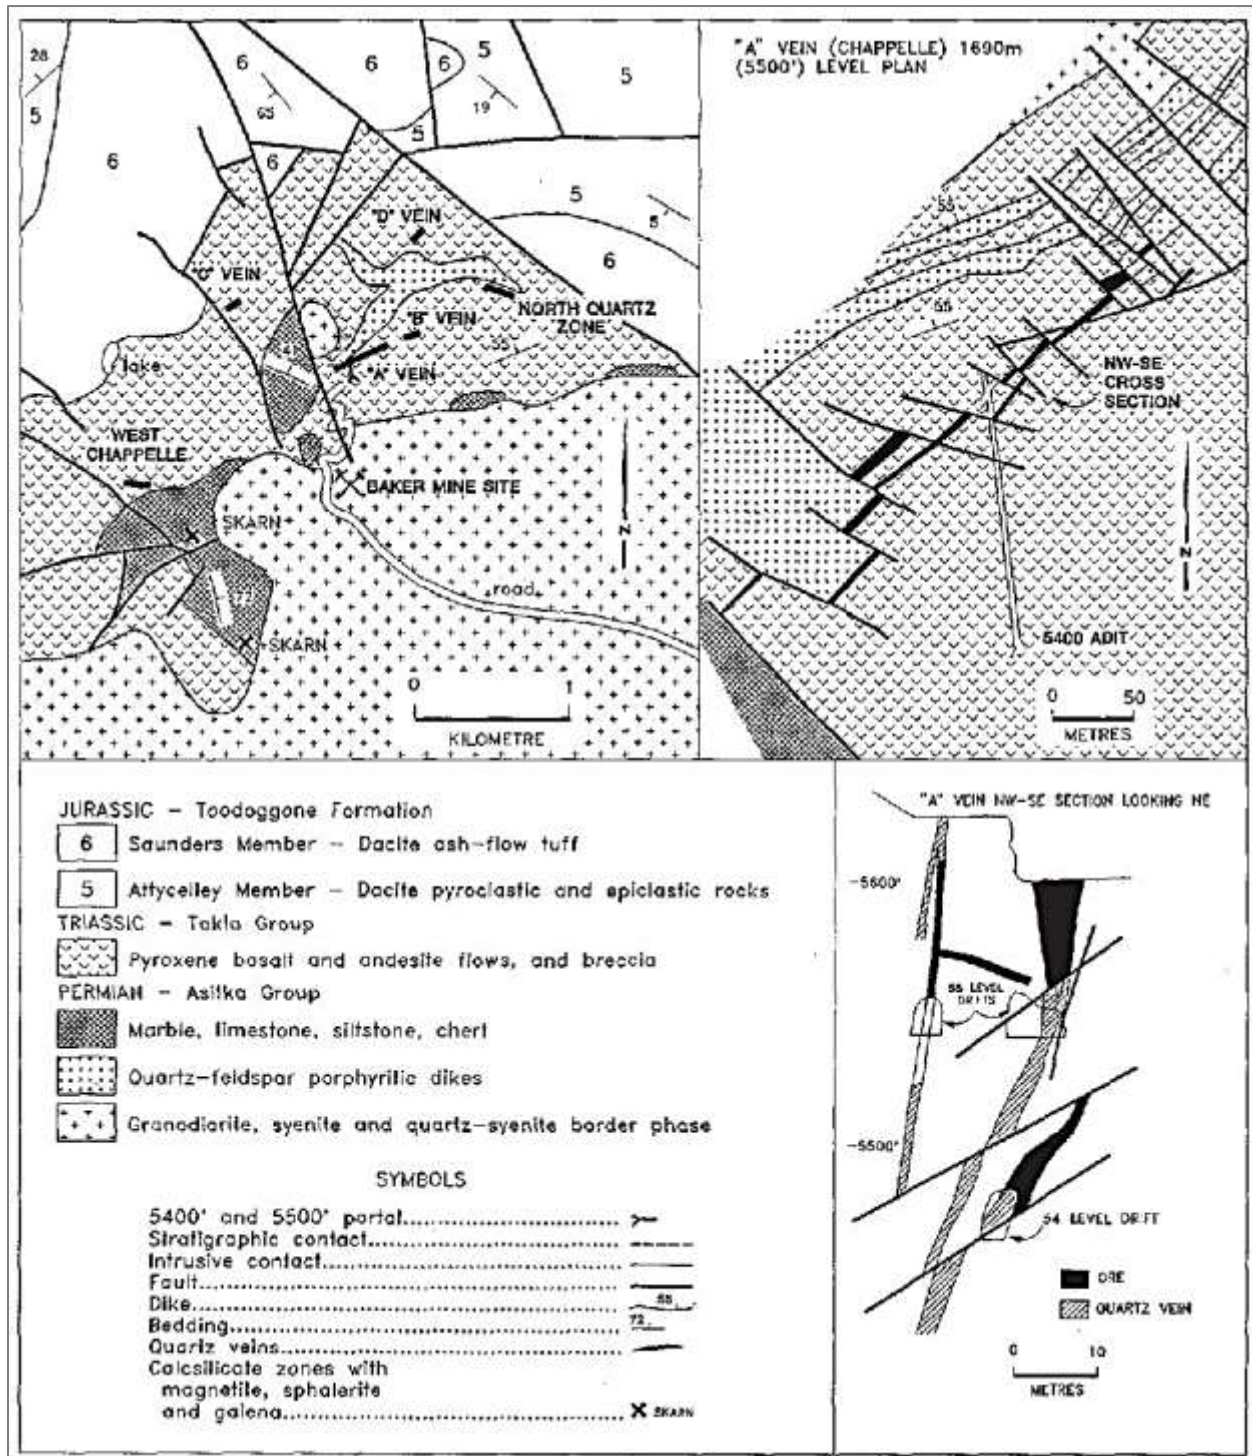 28
5
6
65
6
6
5
19
5
5
6
6
5
5
6
"D" VEIN
"C" VEIN
NORTH QUARTZ
ZONE
"B" VEIN
55
"A" VEIN
lake
WEST
CHAPPELLE
BAKER MINE SITE
SKARN
77
SKARN
road
N
0 1
KILOMETRE
"A" VEIN (CHAPPELLE) 1690m
(5500') LEVEL PLAN
55
55
NW-SE
CROSS
SECTION
N
5400 ADIT
0 50
METRES
JURASSIC - Toodoggone Formation
6 Saunders Member - Dacite ash-flow tuff
5 Attycelley Member - Dacite pyroclastic and epiclastic rocks
TRIASSIC - Takla Group
Pyroxene basalt and andesite flows, and breccia
PERMIAN - Asitka Group
Marble, limestone, siltstone, chert
Quartz-feldspar porphyritic dikes
Granodiorite, syenite and quartz-syenite border phase
SYMBOLS
5400' and 5500' portal
Stratigraphic contact
Intrusive contact
Fault
Dike 55
Bedding 72
Quartz veins
Calcsilicate zones with
magnetite, sphalerite
and galena SKARN
"A" VEIN NW-SE SECTION LOOKING NE
-5600'
55 LEVEL
DRIFTS
-5500'
54 LEVEL DRIFT
ORE
QUARTZ VEIN
0 10
METRES